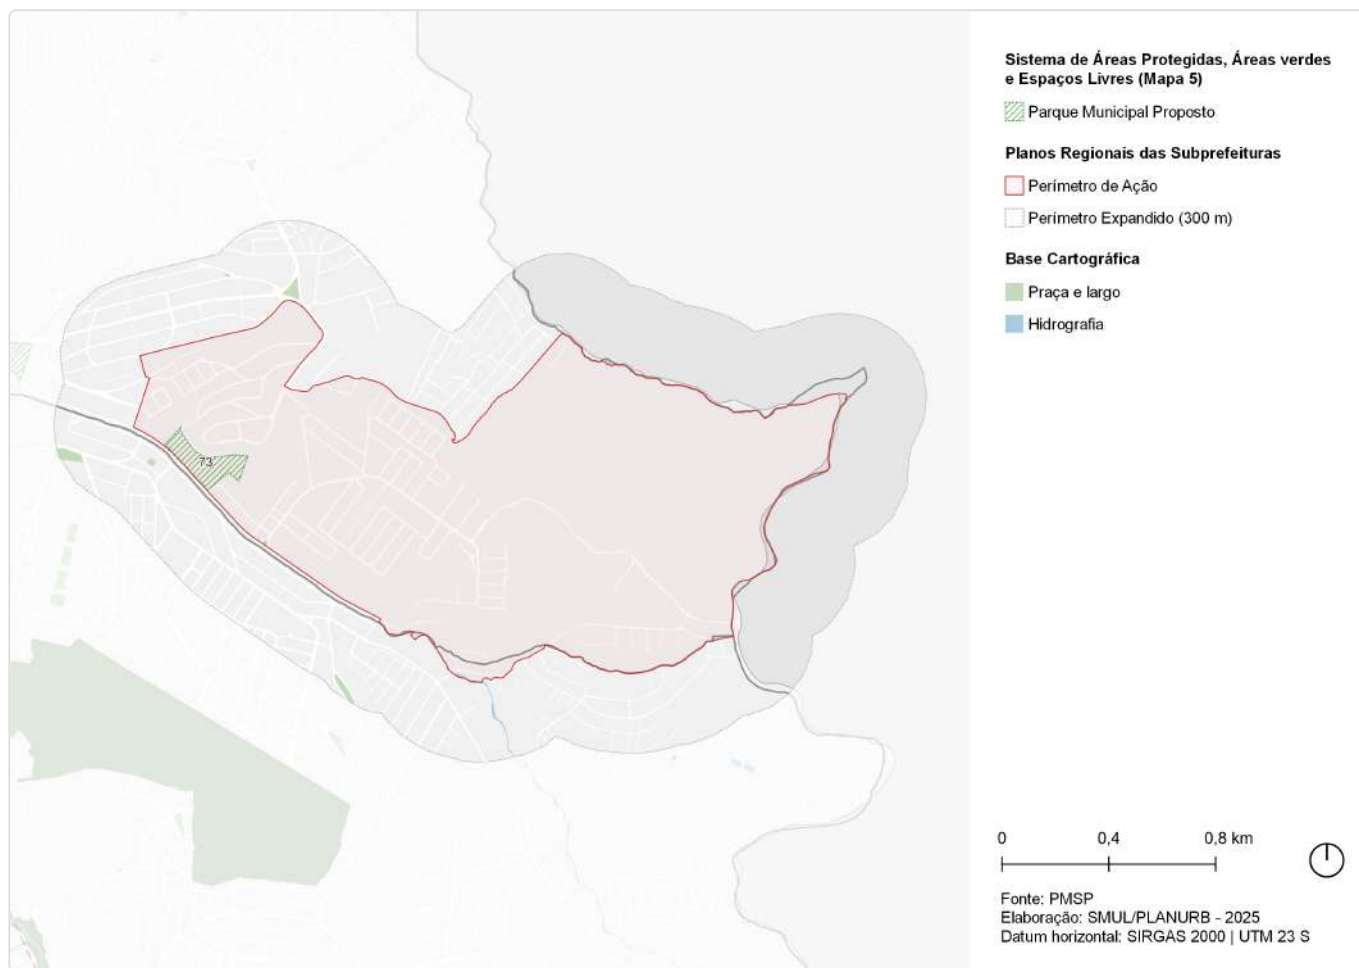 Sistema de Áreas Protegidas, Áreas verdes
e Espaços Livres (Mapa 5)
Parque Municipal Proposto
Planos Regionais das Subprefeituras
Perímetro de Ação
Perímetro Expandido (300 m)
Base Cartográfica
Praça e largo
Hidrografia
73
0 0,4 0,8 km
Fonte: PMSP
Elaboração: SMUL/PLANURB - 2025
Datum horizontal: SIRGAS 2000 | UTM 23 S